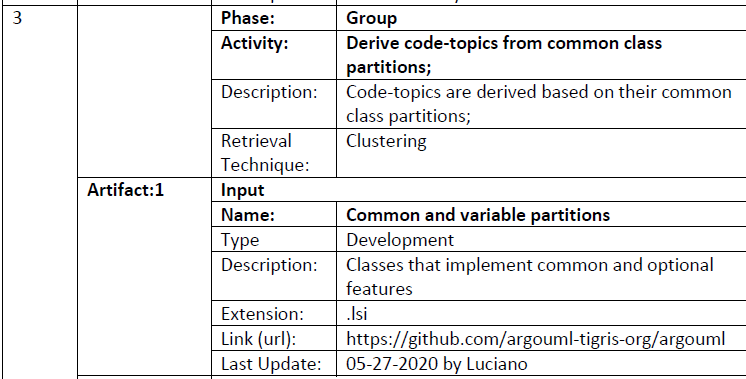 3
Phase: Group
Activity: Derive code-topics from common class
partitions;
Description: Code-topics are derived based on their common
class partitions;
Retrieval Clustering
Technique:
Artifact:1 Input
Name: Common and variable partitions
Type Development
Description: Classes that implement common and optional
features
Extension: .lsi
Link (url): https://github.com/argouml-tigris-org/argouml
Last Update: 05-27-2020 by Luciano